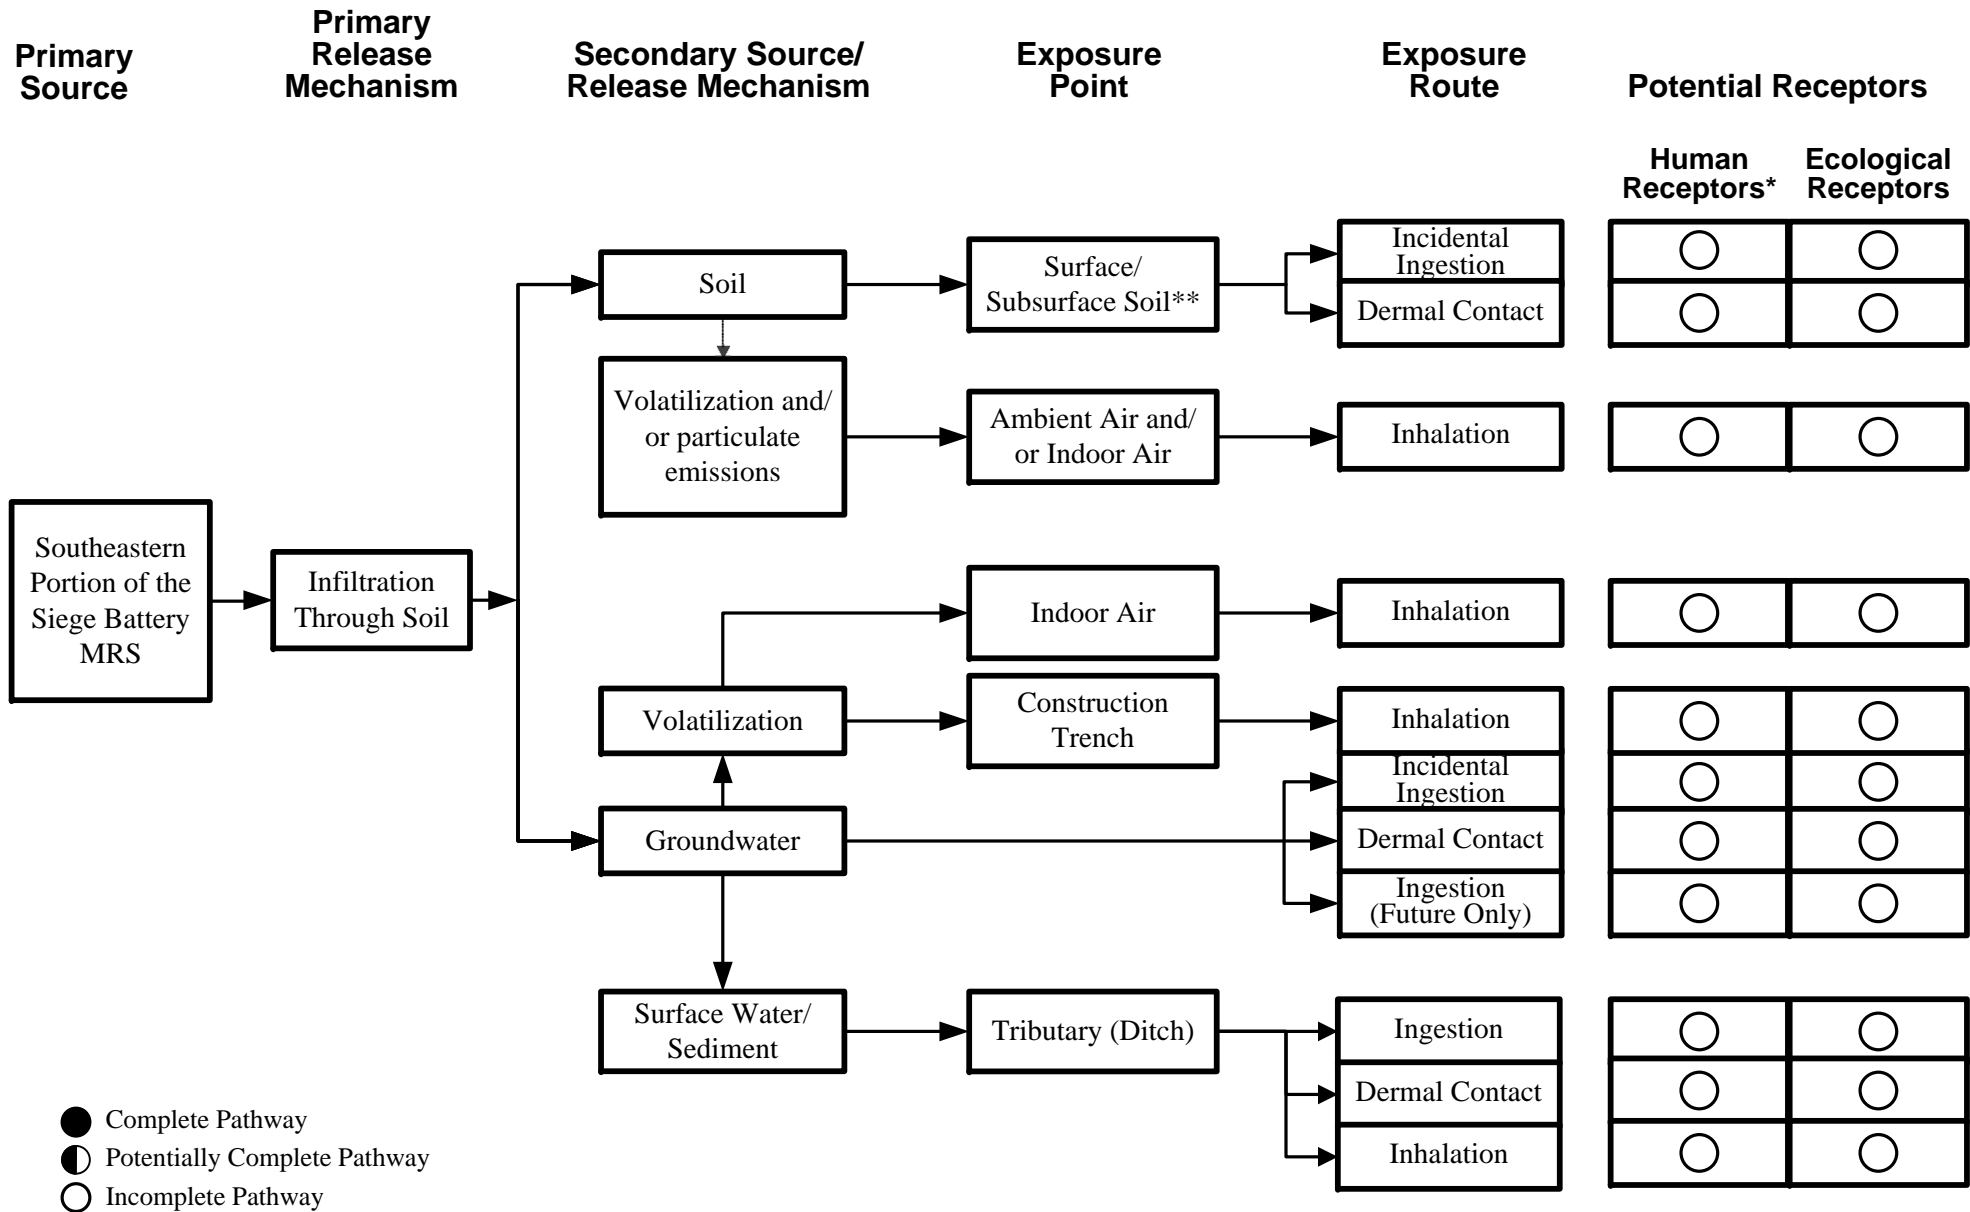 Primary
Source
Primary
Release
Mechanism
Secondary Source/
Release Mechanism
Exposure
Point
Exposure
Route
Potential Receptors
Human
Receptors*
Ecological
Receptors
Soil
Surface/
Subsurface Soil**
Incidental
Ingestion
Dermal Contact
Volatilization and/
or particulate
emissions
Ambient Air and/
or Indoor Air
Inhalation
Southeastern
Portion of the
Siege Battery
MRS
Infiltration
Through Soil
Indoor Air
Inhalation
Volatilization
Construction
Trench
Inhalation
Incidental
Ingestion
Groundwater
Dermal Contact
Ingestion
(Future Only)
Surface Water/
Sediment
Tributary (Ditch)
Ingestion
Dermal Contact
Inhalation
Complete Pathway
Potentially Complete Pathway
Incomplete Pathway